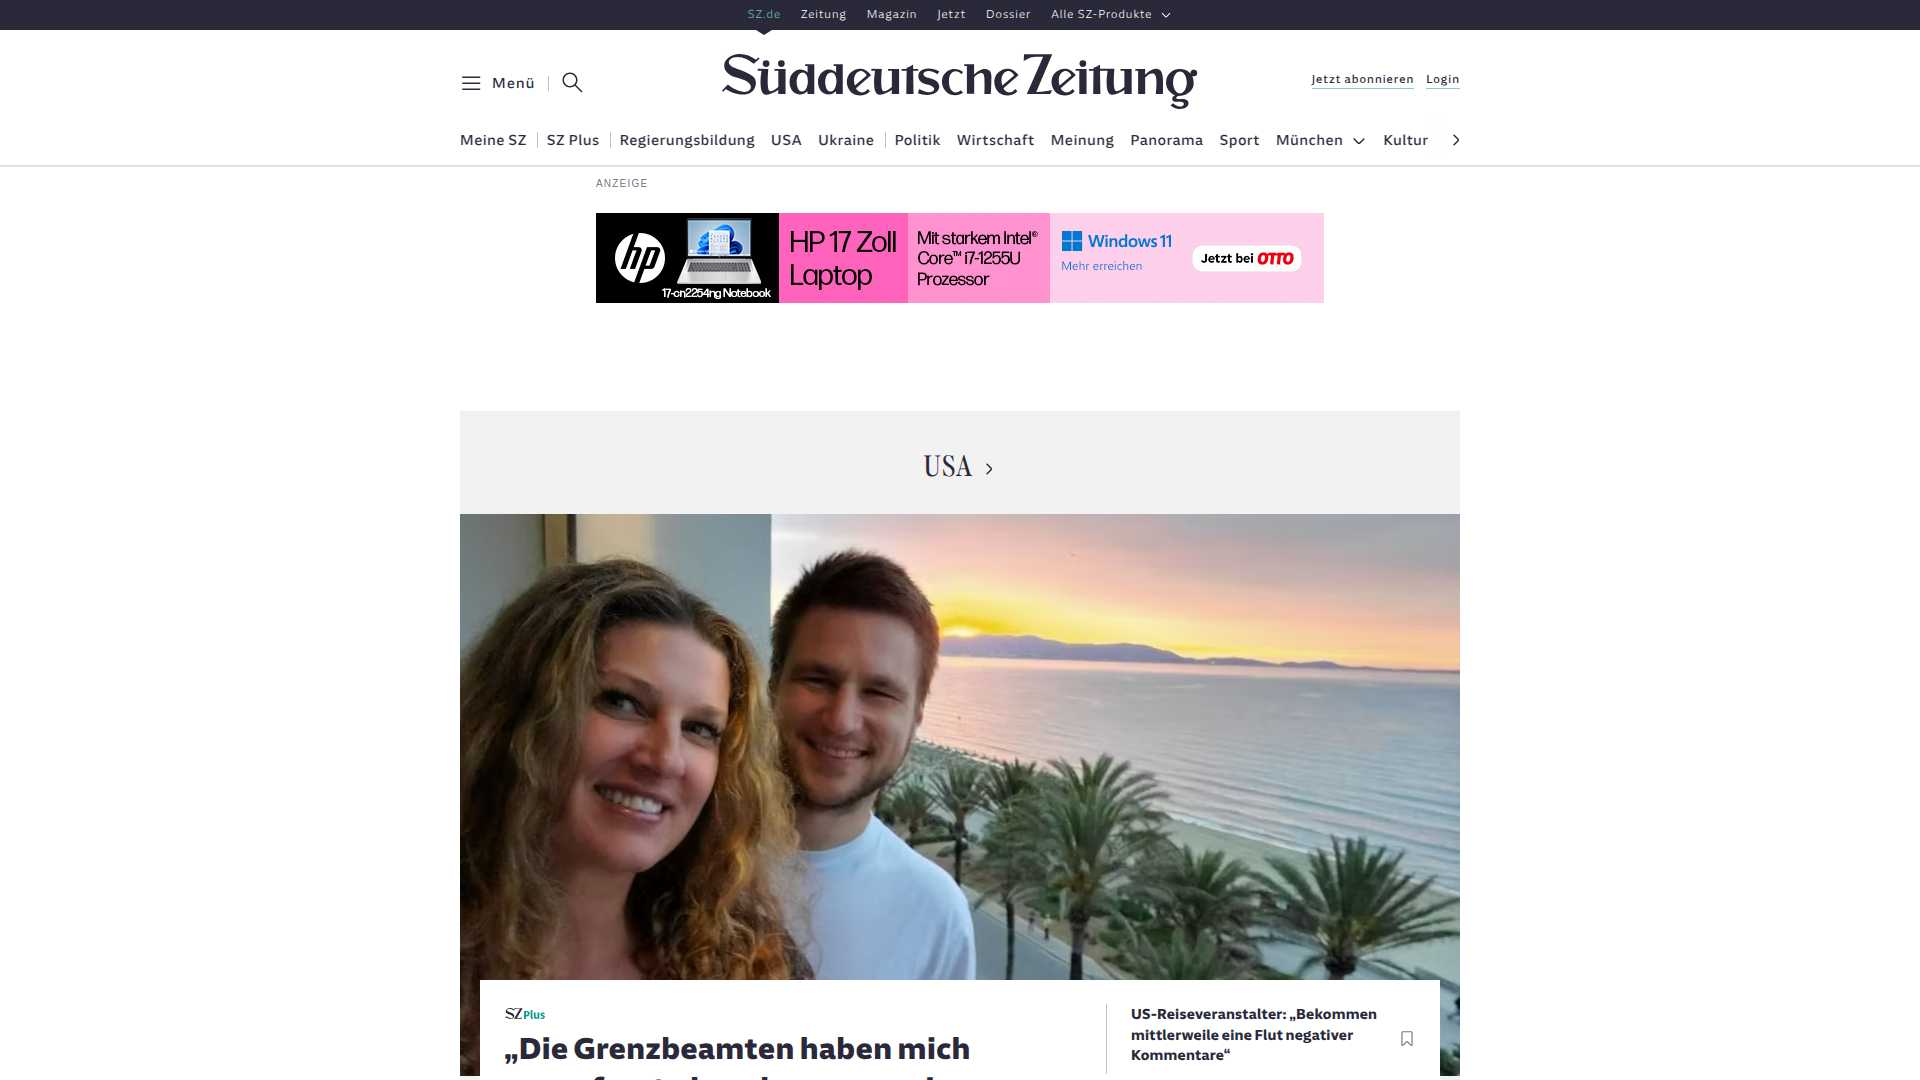 SZ.de Zeitung Magazin Jetzt Dossier Alle SZ-Produkte
Menü
Süddeutsche Zeitung
Jetzt abonnieren Login
Meine SZ SZ Plus Regierungsbildung USA Ukraine Politik Wirtschaft Meinung Panorama Sport München Kultur
ANZEIGE
hp
17-cn2254ng Notebook
HP 17 Zoll
Laptop
Mit starkem Intel®
Core™ i7-1255U
Prozessor
Windows 11
Mehr erreichen
Jetzt bei OTTO
USA
SZ Plus
„Die Grenzbeamten haben mich
US-Reiseveranstalter: „Bekommen
mittlerweile eine Flut negativer
Kommentare“